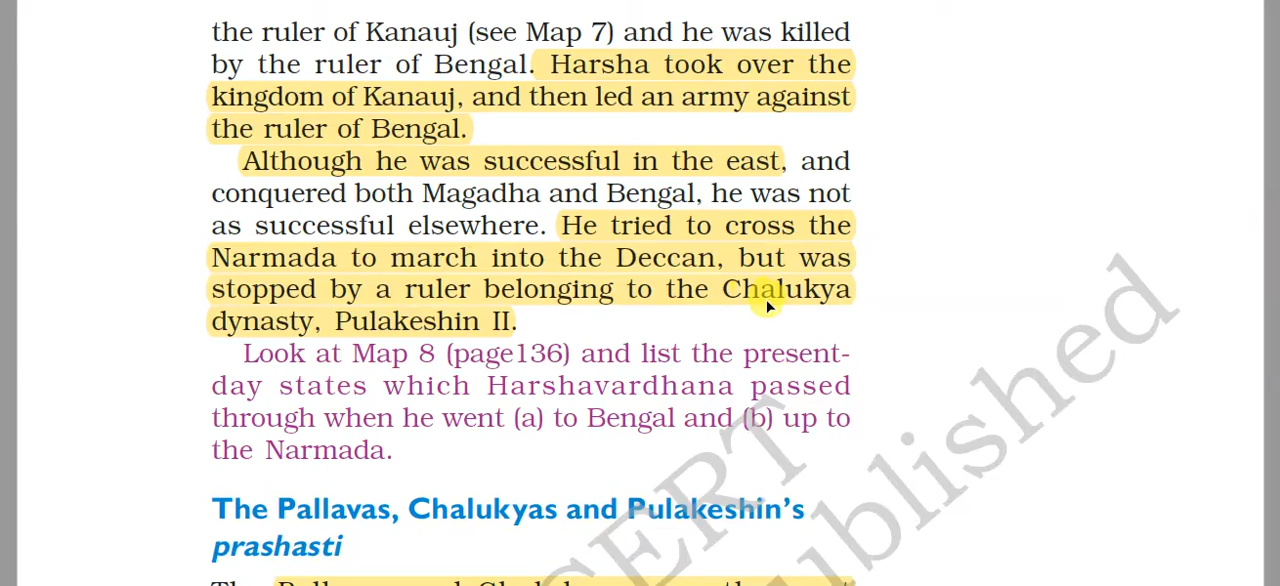 the ruler of Kanauj (see Map 7) and he was killed
by the ruler of Bengal. Harsha took over the
kingdom of Kanauj, and then led an army against
the ruler of Bengal.
Although he was successful in the east, and
conquered both Magadha and Bengal, he was not
as successful elsewhere. He tried to cross the
Narmada to march into the Deccan, but was
stopped by a ruler belonging to the Chalukya
dynasty, Pulakeshin II.
Look at Map 8 (page136) and list the present-
day states which Harshavardhana passed
through when he went (a) to Bengal and (b) up to
the Narmada.
The Pallavas, Chalukyas and Pulakeshin's
prashasti